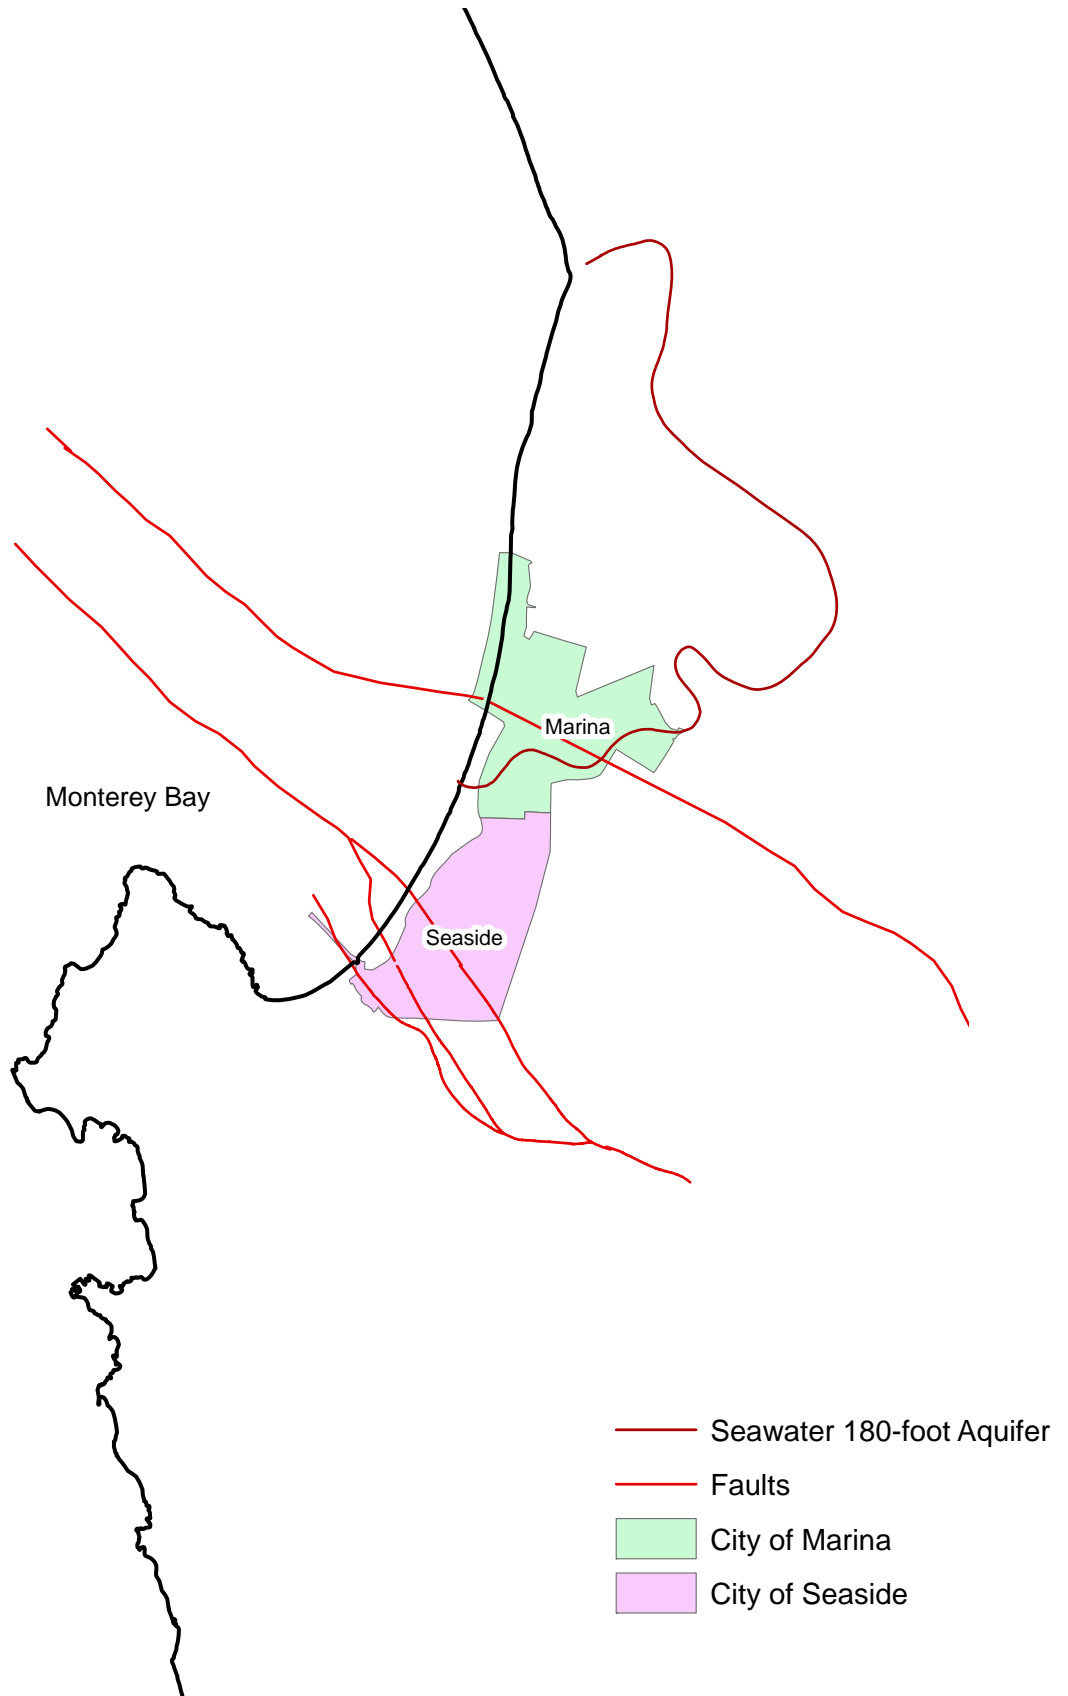 Marina
Monterey Bay
Seaside
Seawater 180-foot Aquifer
Faults
City of Marina
City of Seaside